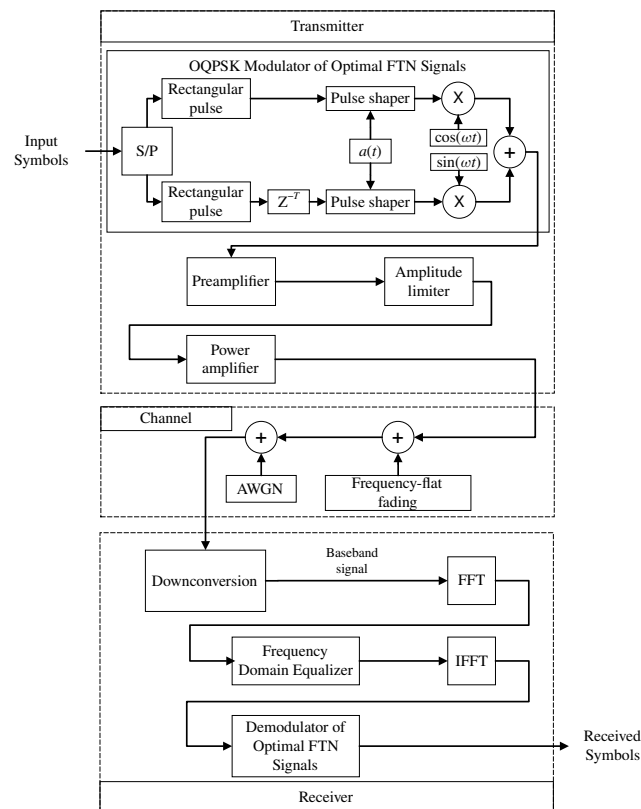 Transmitter
OQPSK Modulator of Optimal FTN Signals
Input
Symbols
S/P
Rectangular
pulse
Pulse shaper
X
cos(ωt)
a(t)
sin(ωt)
+
Rectangular
pulse
Z⁻ᵀ
Pulse shaper
X
Preamplifier
Amplitude
limiter
Power
amplifier
Channel
+
+
AWGN
Frequency-flat
fading
Downconversion
Baseband
signal
FFT
Frequency
Domain Equalizer
IFFT
Demodulator of
Optimal FTN
Signals
Received
Symbols
Receiver